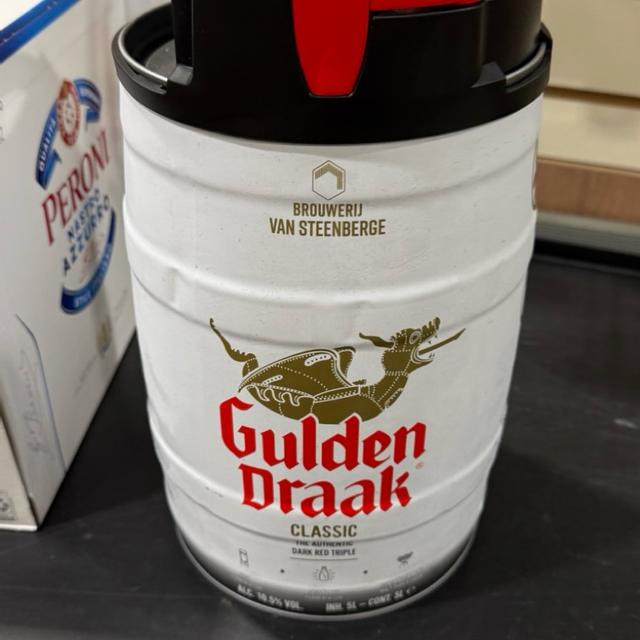 PERONI
NASTRO
AZZURRO
BROUWERIJ
VAN STEENBERGE
Gulden
Draak®
CLASSIC
THE AUTHENTIC
DARK RED TRIPLE
ALC. 10.5% VOL. INH. 5L - CONT. 5L e